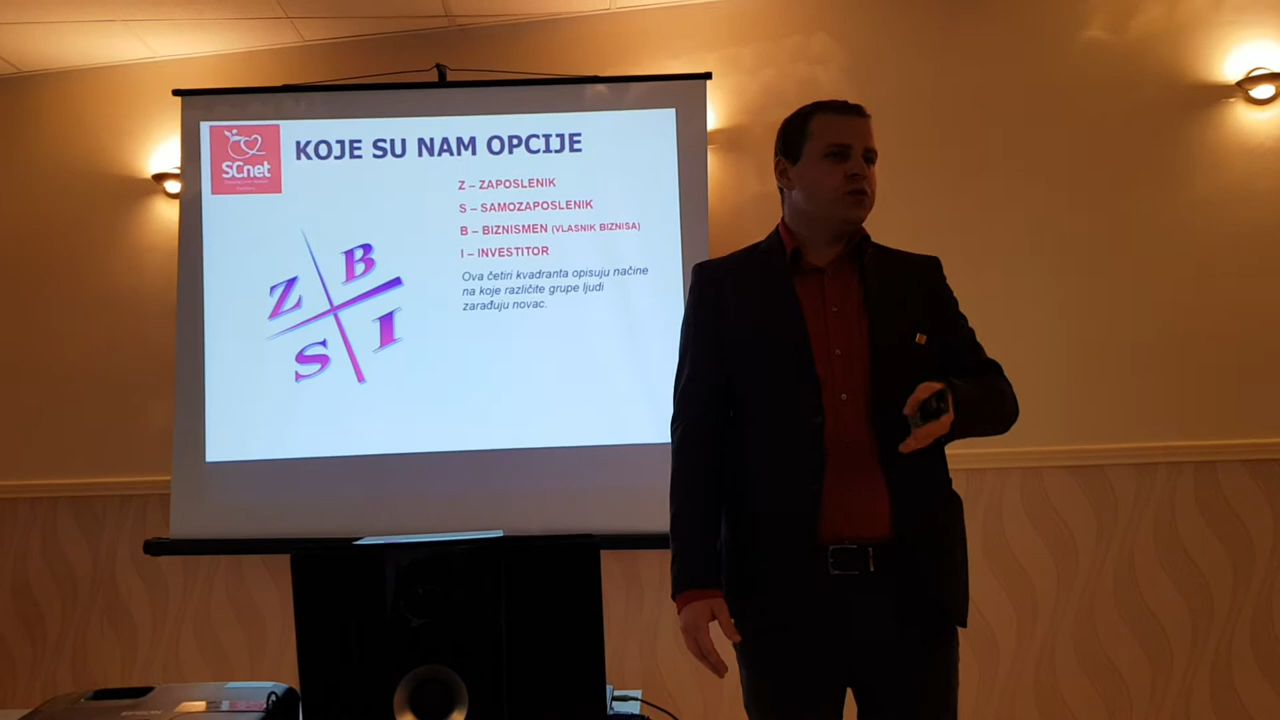 KOJE SU NAM OPCIJE
SCnet
Z – ZAPOSLENIK
S – SAMOZAPOSLENIK
B – BIZNISMEN (VLASNIK BIZNISA)
I – INVESTITOR
Ova četiri kvadranta opisuju načine
na koje različite grupe ljudi
zarađuju novac.
Z B
S I
EPSON